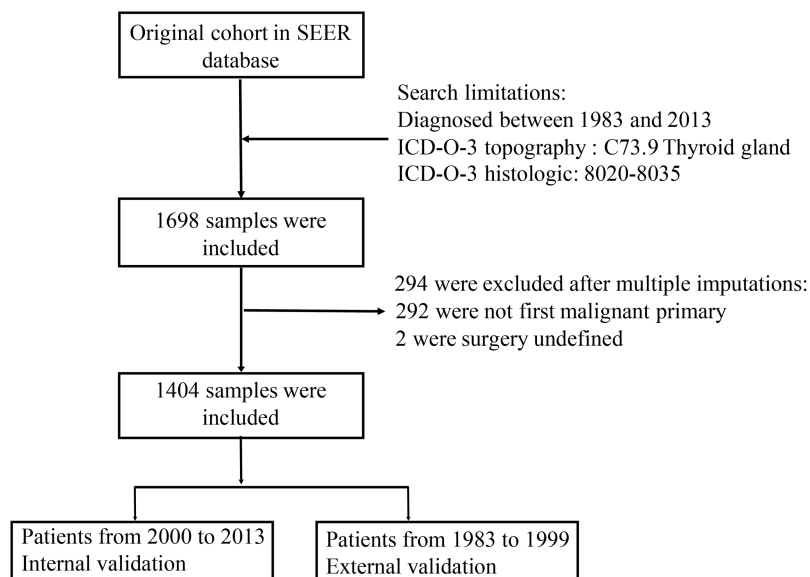 Original cohort in SEER
database
Search limitations:
Diagnosed between 1983 and 2013
ICD-O-3 topography : C73.9 Thyroid gland
ICD-O-3 histologic: 8020-8035
1698 samples were
included
294 were excluded after multiple imputations:
292 were not first malignant primary
2 were surgery undefined
1404 samples were
included
Patients from 2000 to 2013
Internal validation
Patients from 1983 to 1999
External validation